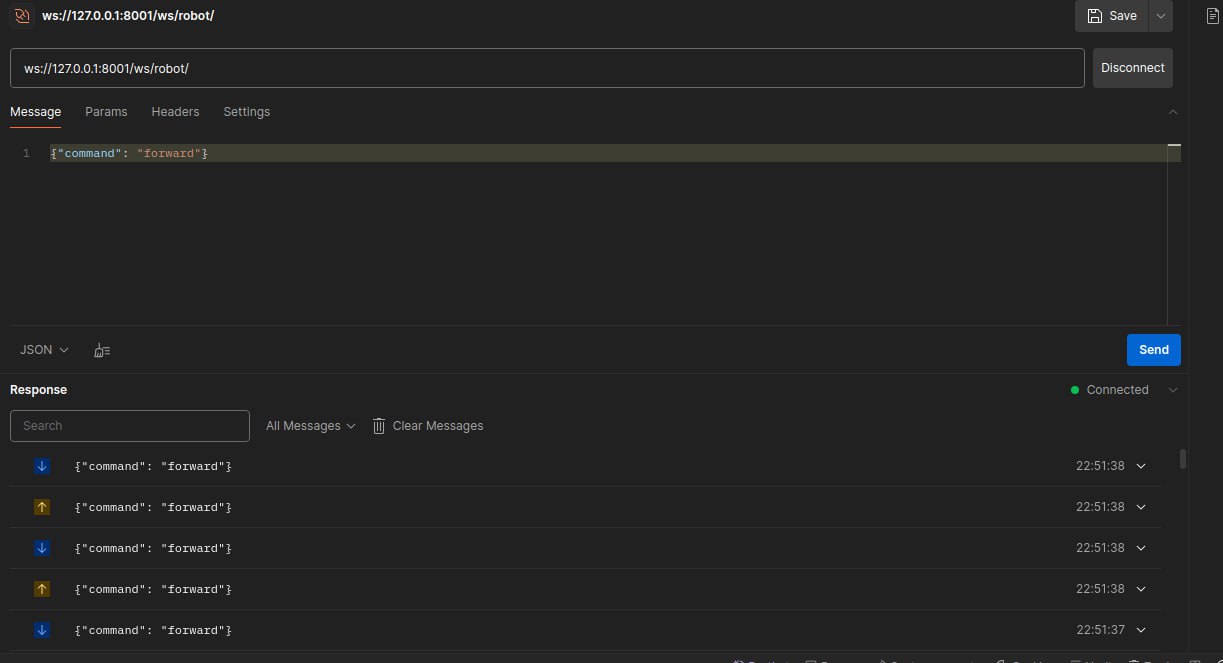 ws://127.0.0.1:8001/ws/robot/
Save
ws://127.0.0.1:8001/ws/robot/
Disconnect
Message Params Headers Settings
1 {"command": "forward"}
JSON
Send
Response
Connected
Search
All Messages
Clear Messages
{"command": "forward"} 22:51:38
{"command": "forward"} 22:51:38
{"command": "forward"} 22:51:38
{"command": "forward"} 22:51:38
{"command": "forward"} 22:51:37